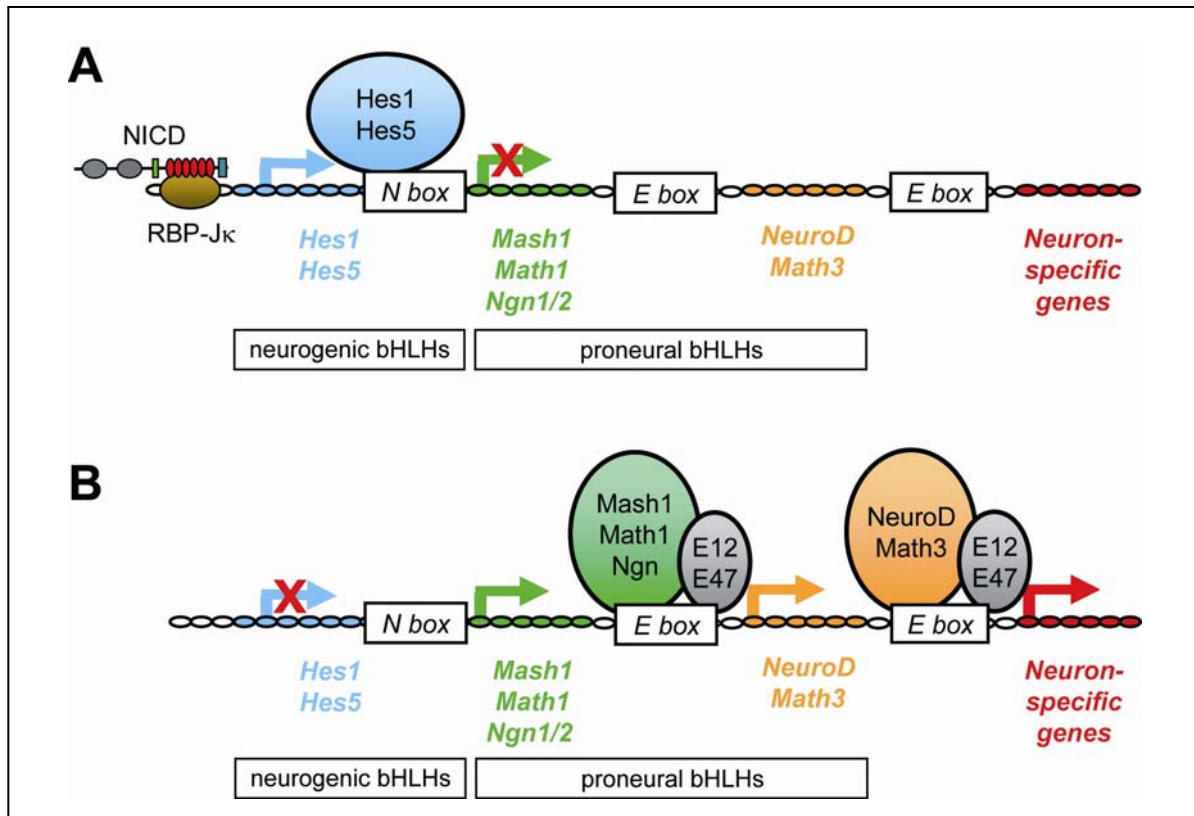 A
Hes1
Hes5
NICD
N box
E box
E box
RBP-Jκ
Hes1
Hes5
Mash1
Math1
Ngn1/2
NeuroD
Math3
Neuron-
specific
genes
neurogenic bHLHs
proneural bHLHs
B
Mash1
Math1
Ngn
E12
E47
NeuroD
Math3
E12
E47
N box
E box
E box
Hes1
Hes5
Mash1
Math1
Ngn1/2
NeuroD
Math3
Neuron-
specific
genes
neurogenic bHLHs
proneural bHLHs